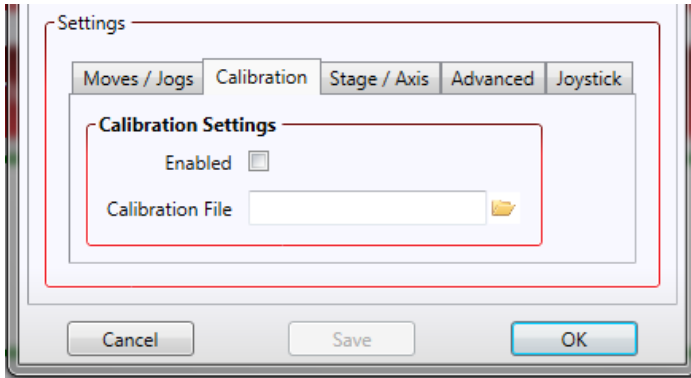 Settings
Moves / Jogs Calibration Stage / Axis Advanced Joystick
Calibration Settings
Enabled
Calibration File
Cancel Save OK